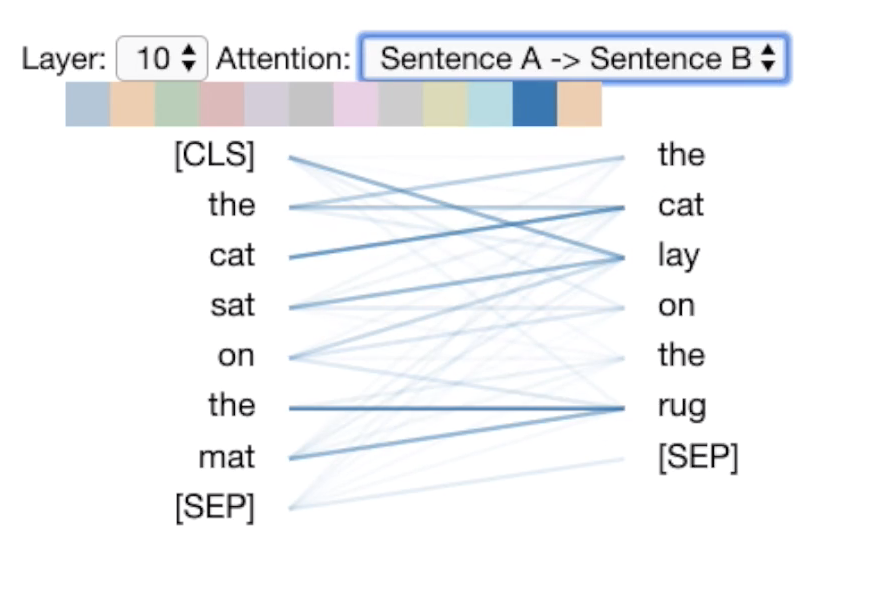 Layer: 10 Attention: Sentence A -> Sentence B
[CLS] the
the cat
cat lay
sat on
on the
the rug
mat [SEP]
[SEP]